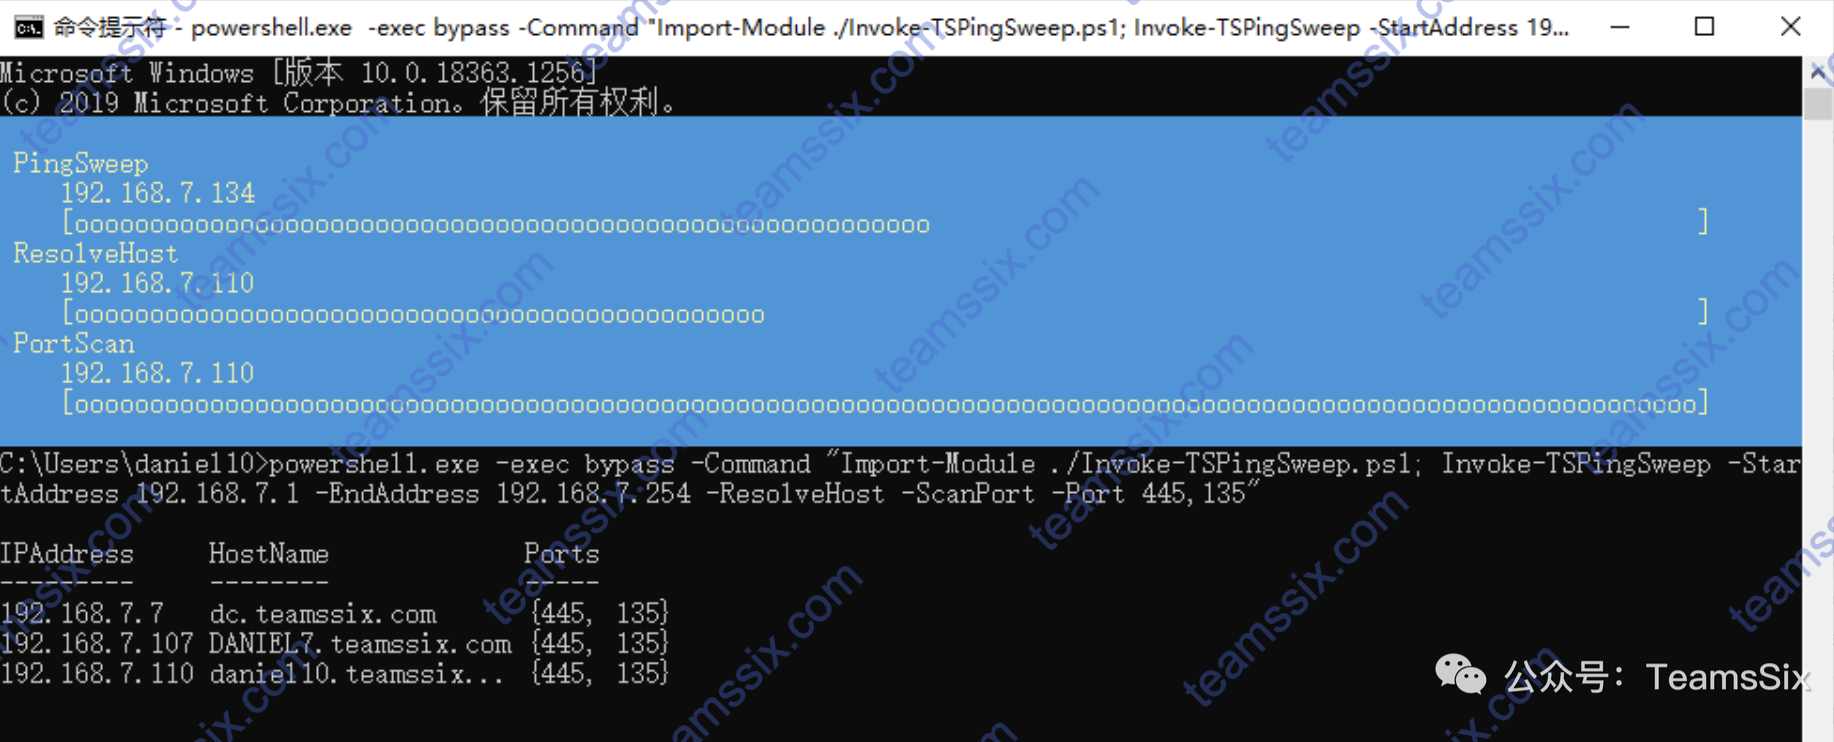 命令提示符 - powershell.exe -exec bypass -Command "Import-Module ./Invoke-TSPingSweep.ps1; Invoke-TSPingSweep -StartAddress 19...
Microsoft Windows [版本 10.0.18363.1256]
(c) 2019 Microsoft Corporation。保留所有权利。
PingSweep
192.168.7.134
[ooooooooooooooooooooooooooooooooooooooooooooooooooooooooo ]
ResolveHost
192.168.7.110
[oooooooooooooooooooooooooooooooooooooooooooooo ]
PortScan
192.168.7.110
[oooooooooooooooooooooooooooooooooooooooooooooooooooooooooooooooooooooooooooooooooooooooooooooooooooooooooooo]
C:\Users\daniel10>powershell.exe -exec bypass -Command "Import-Module ./Invoke-TSPingSweep.ps1; Invoke-TSPingSweep -Star
tAddress 192.168.7.1 -EndAddress 192.168.7.254 -ResolveHost -ScanPort -Port 445,135"
IPAddress HostName Ports
--------- -------- -----
192.168.7.7 dc.teamssix.com {445, 135}
192.168.7.107 DANIEL7.teamssix.com {445, 135}
192.168.7.110 daniel10.teamssix... {445, 135}
公众号：TeamsSix
teamssix.com